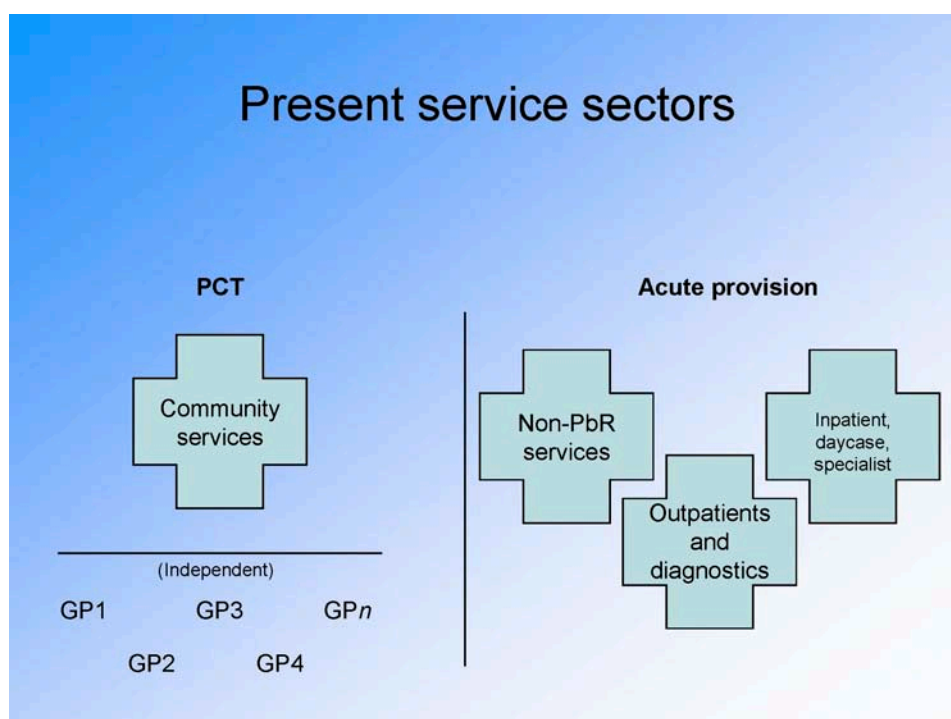 Present service sectors
PCT
Community
services
(Independent)
GP1
GP3
GPn
GP2
GP4
Acute provision
Non-PbR
services
Outpatients
and
diagnostics
Inpatient,
daycase,
specialist